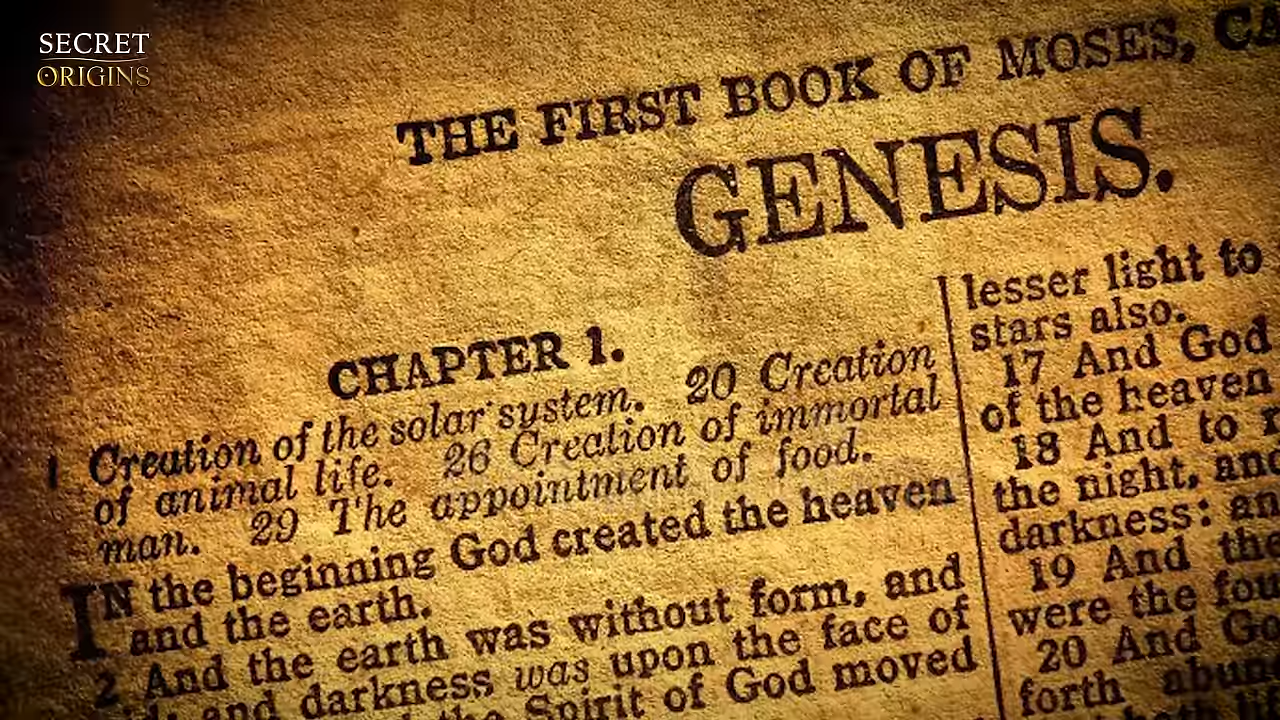 SECRET
ORIGINS
THE FIRST BOOK OF MOSES, CA
GENESIS.
CHAPTER 1.
1 Creation of the solar system. 20 Creation
of animal life. 26 Creation of immortal
man. 29 The appointment of food.
IN the beginning God created the heaven
and the earth.
2 And the earth was without form, and
and darkness was upon the face of
the Spirit of God moved
lesser light to
stars also.
17 And God
of the heaven
18 And to r
the night, and
darkness: an
19 And the
were the fou
20 And Go
forth abun